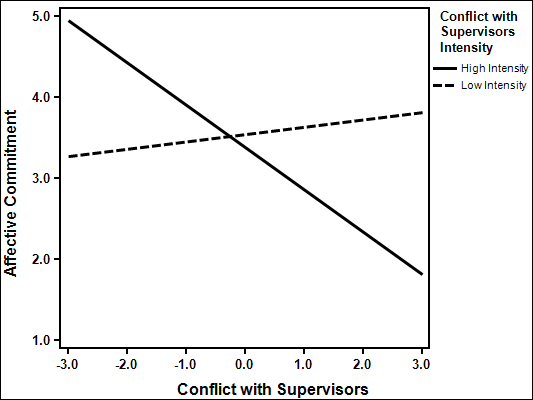 Conflict with
Supervisors
Intensity
High Intensity
Low Intensity
Affective Commitment
5.0
4.0
3.0
2.0
1.0
-3.0 -2.0 -1.0 0.0 1.0 2.0 3.0
Conflict with Supervisors